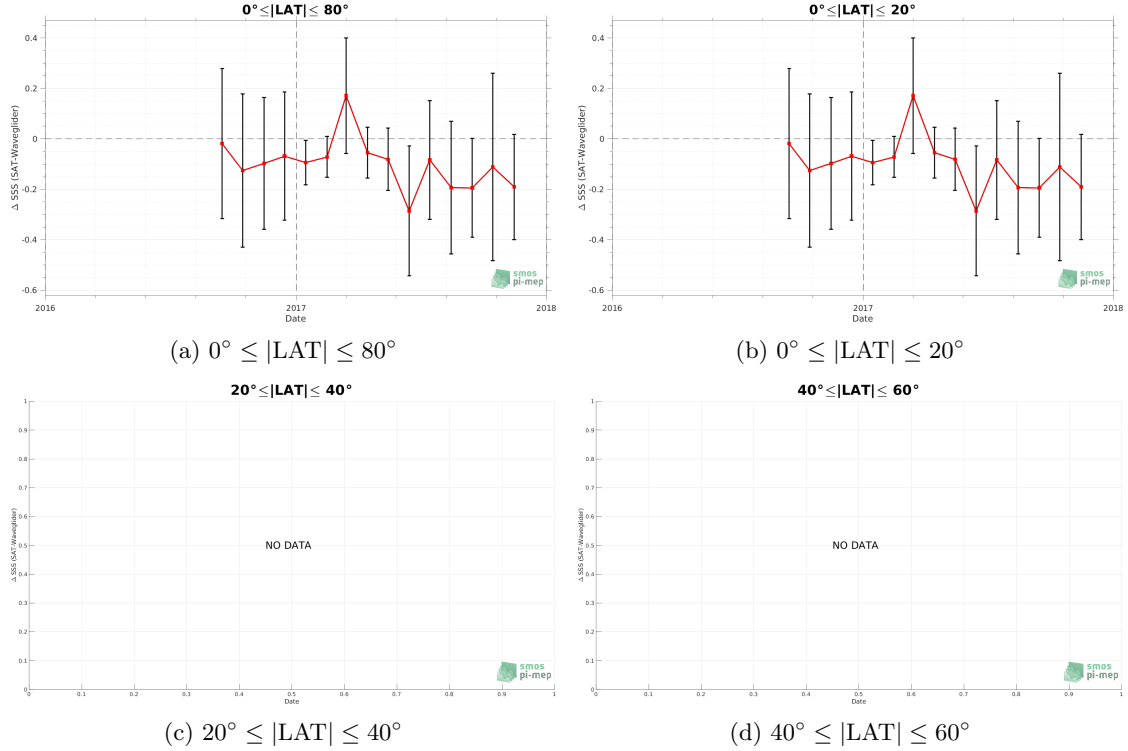 0°≤|LAT|≤ 80°
Δ SSS (SAT-Waveglider)
0.4
0.2
0
-0.2
-0.4
-0.6
2016
2017
2018
Date
smos
pi-mep
(a) 0° ≤ |LAT| ≤ 80°
0°≤|LAT|≤ 20°
Δ SSS (SAT-Waveglider)
0.4
0.2
0
-0.2
-0.4
-0.6
2016
2017
2018
Date
smos
pi-mep
(b) 0° ≤ |LAT| ≤ 20°
20°≤|LAT|≤ 40°
Δ SSS (SAT-Waveglider)
1
0.9
0.8
0.7
0.6
0.5
0.4
0.3
0.2
0.1
0
NO DATA
0 0.1 0.2 0.3 0.4 0.5 0.6 0.7 0.8 0.9 1
Date
smos
pi-mep
(c) 20° ≤ |LAT| ≤ 40°
40°≤|LAT|≤ 60°
Δ SSS (SAT-Waveglider)
1
0.9
0.8
0.7
0.6
0.5
0.4
0.3
0.2
0.1
0
NO DATA
0 0.1 0.2 0.3 0.4 0.5 0.6 0.7 0.8 0.9 1
Date
smos
pi-mep
(d) 40° ≤ |LAT| ≤ 60°